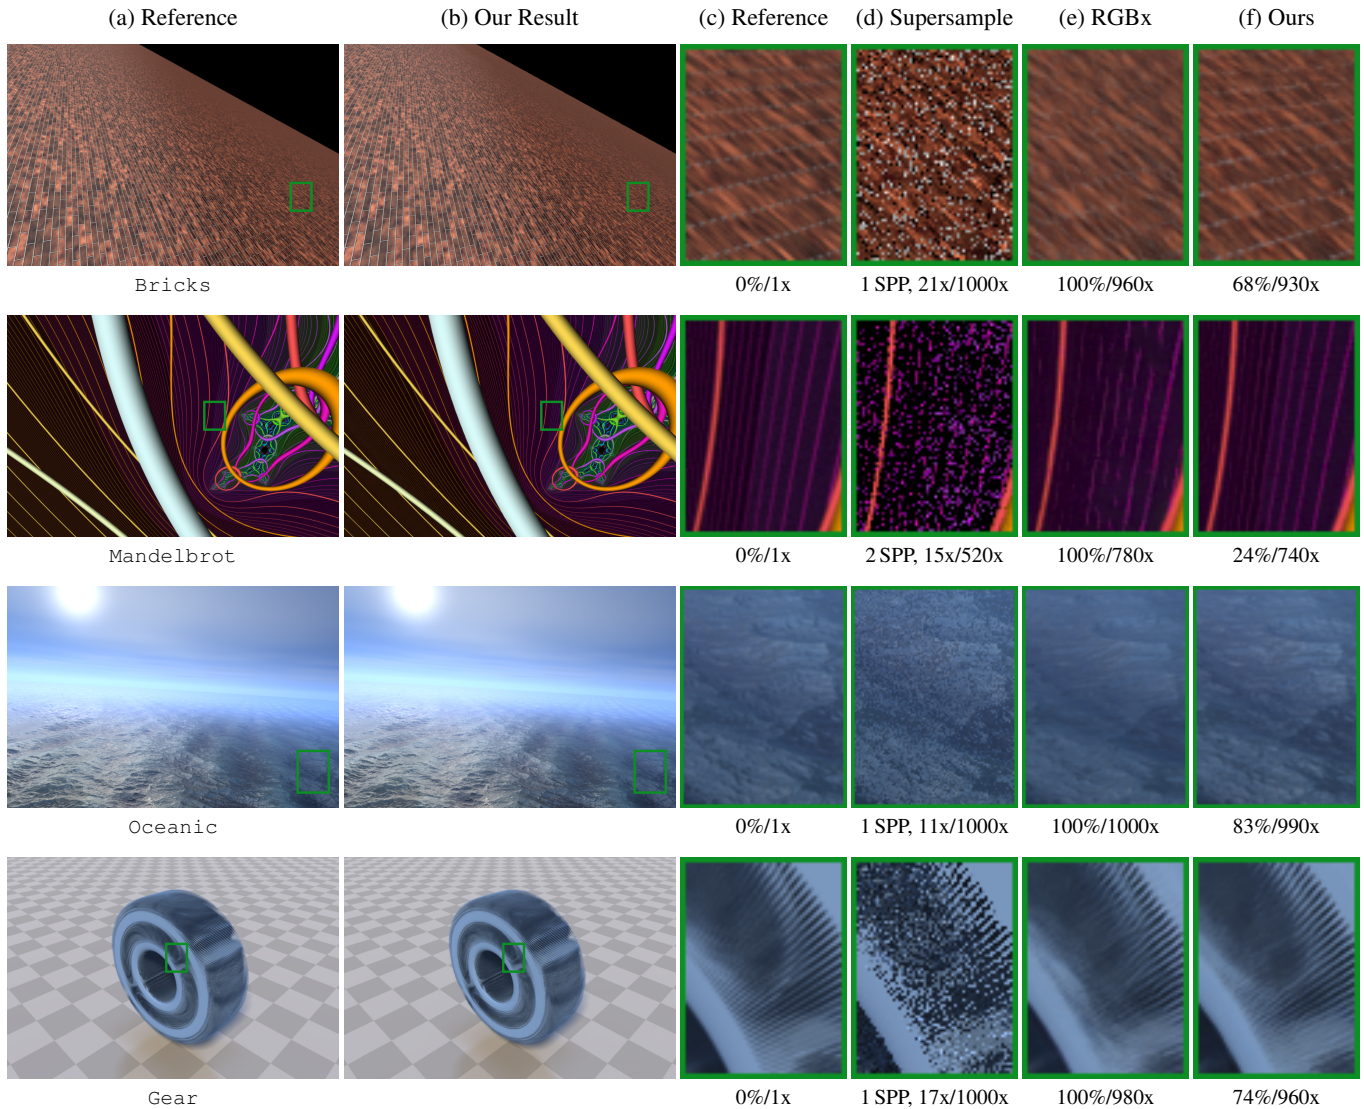 (a) Reference (b) Our Result (c) Reference (d) Supersample (e) RGBx (f) Ours
Bricks 0%/1x 1 SPP, 21x/1000x 100%/960x 68%/930x
Mandelbrot 0%/1x 2 SPP, 15x/520x 100%/780x 24%/740x
Oceanic 0%/1x 1 SPP, 11x/1000x 100%/1000x 83%/990x
Gear 0%/1x 1 SPP, 17x/1000x 100%/980x 74%/960x